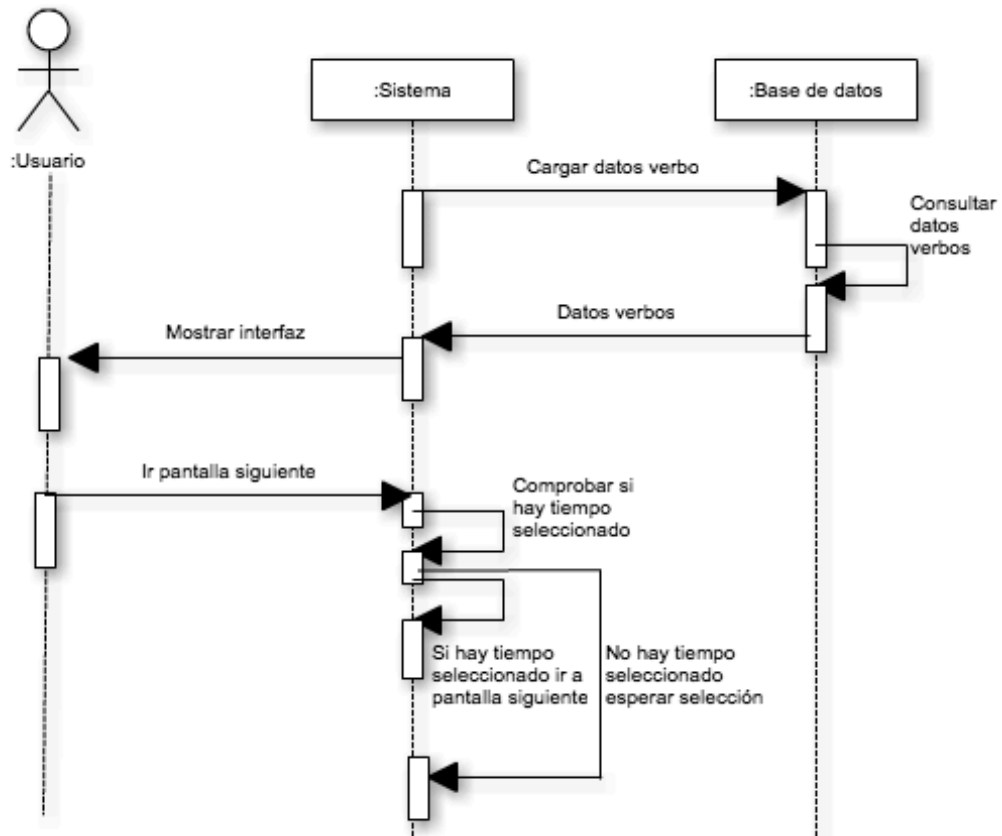 :Usuario
:Sistema
:Base de datos
Cargar datos verbo
Consultar
datos
verbos
Datos verbos
Mostrar interfaz
Ir pantalla siguiente
Comprobar si
hay tiempo
seleccionado
Si hay tiempo
seleccionado ir a
pantalla siguiente
No hay tiempo
seleccionado
esperar selección